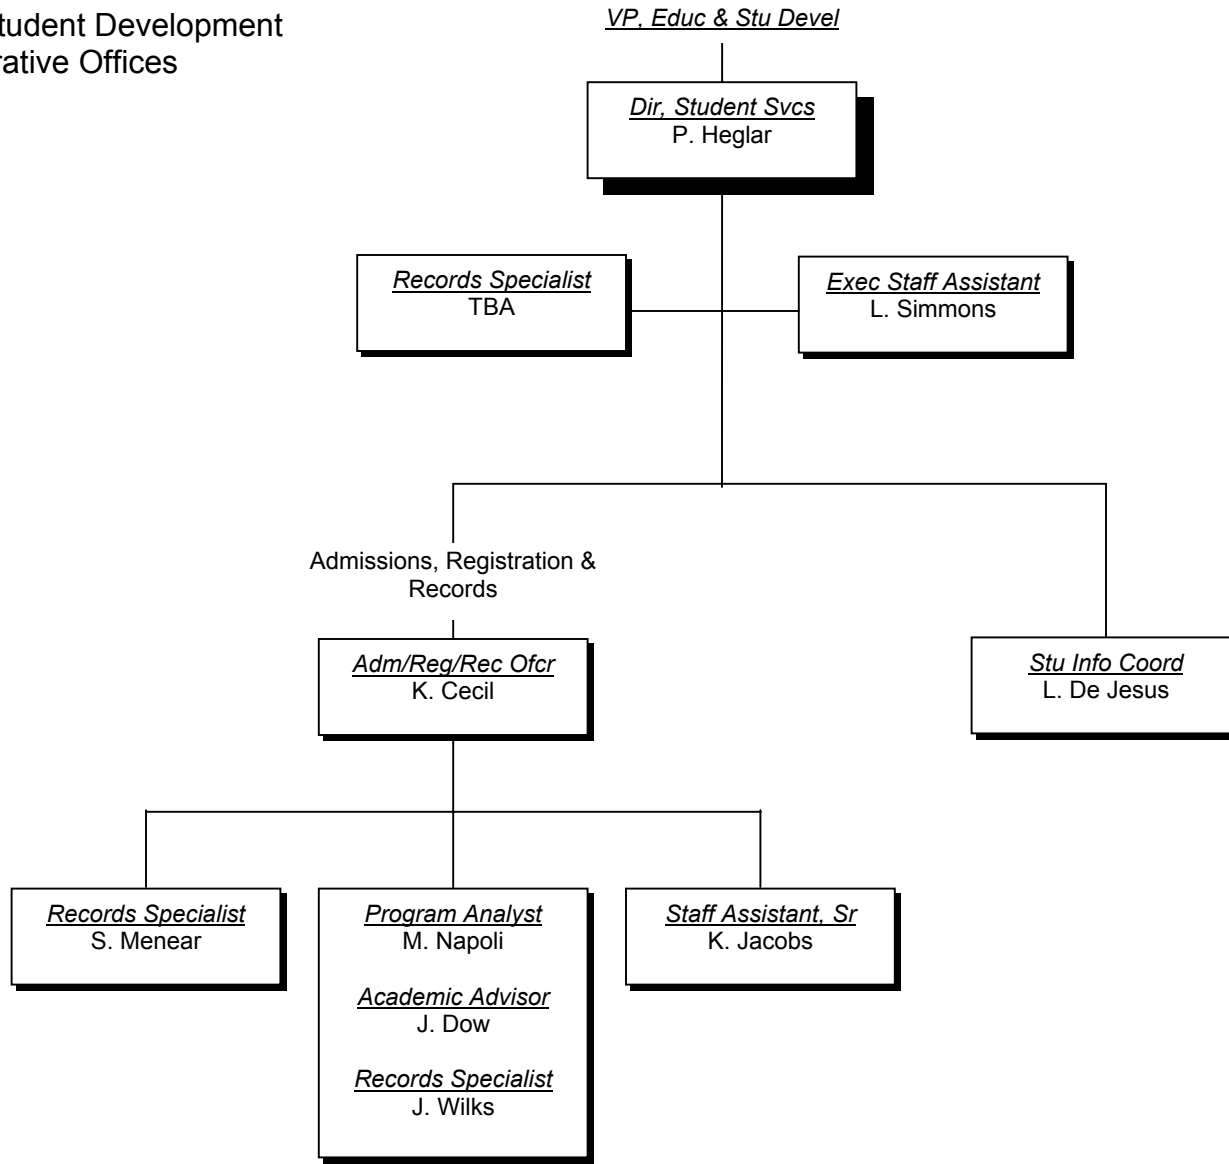 tudent Development
rative Offices
VP, Educ & Stu Devel
Dir, Student Svcs
P. Heglar
Records Specialist
TBA
Exec Staff Assistant
L. Simmons
Admissions, Registration &
Records
Adm/Reg/Rec Ofcr
K. Cecil
Stu Info Coord
L. De Jesus
Records Specialist
S. Menear
Program Analyst
M. Napoli
Academic Advisor
J. Dow
Records Specialist
J. Wilks
Staff Assistant, Sr
K. Jacobs